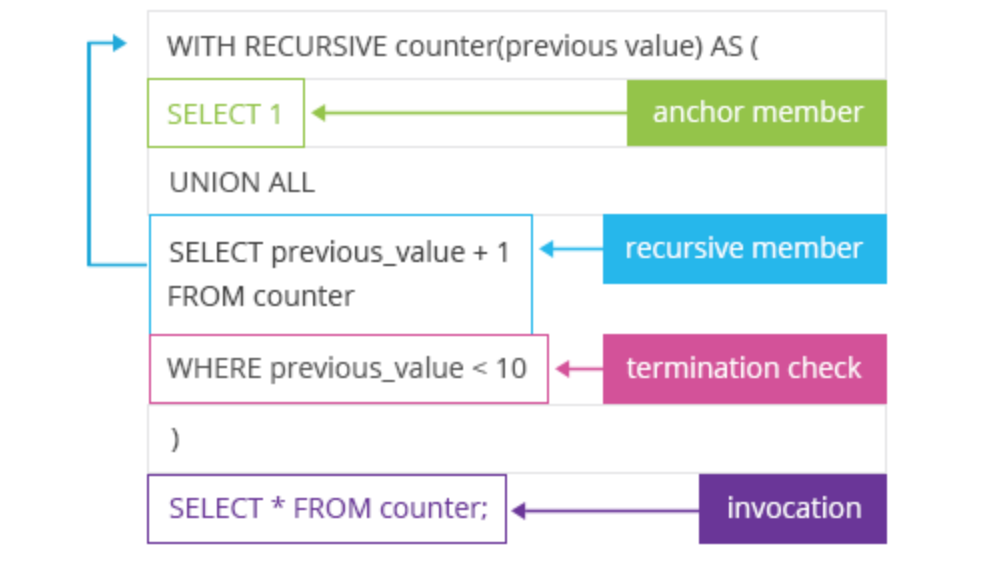 WITH RECURSIVE counter(previous value) AS (
SELECT 1
anchor member
UNION ALL
SELECT previous_value + 1
FROM counter
recursive member
WHERE previous_value < 10
termination check
)
SELECT * FROM counter;
invocation